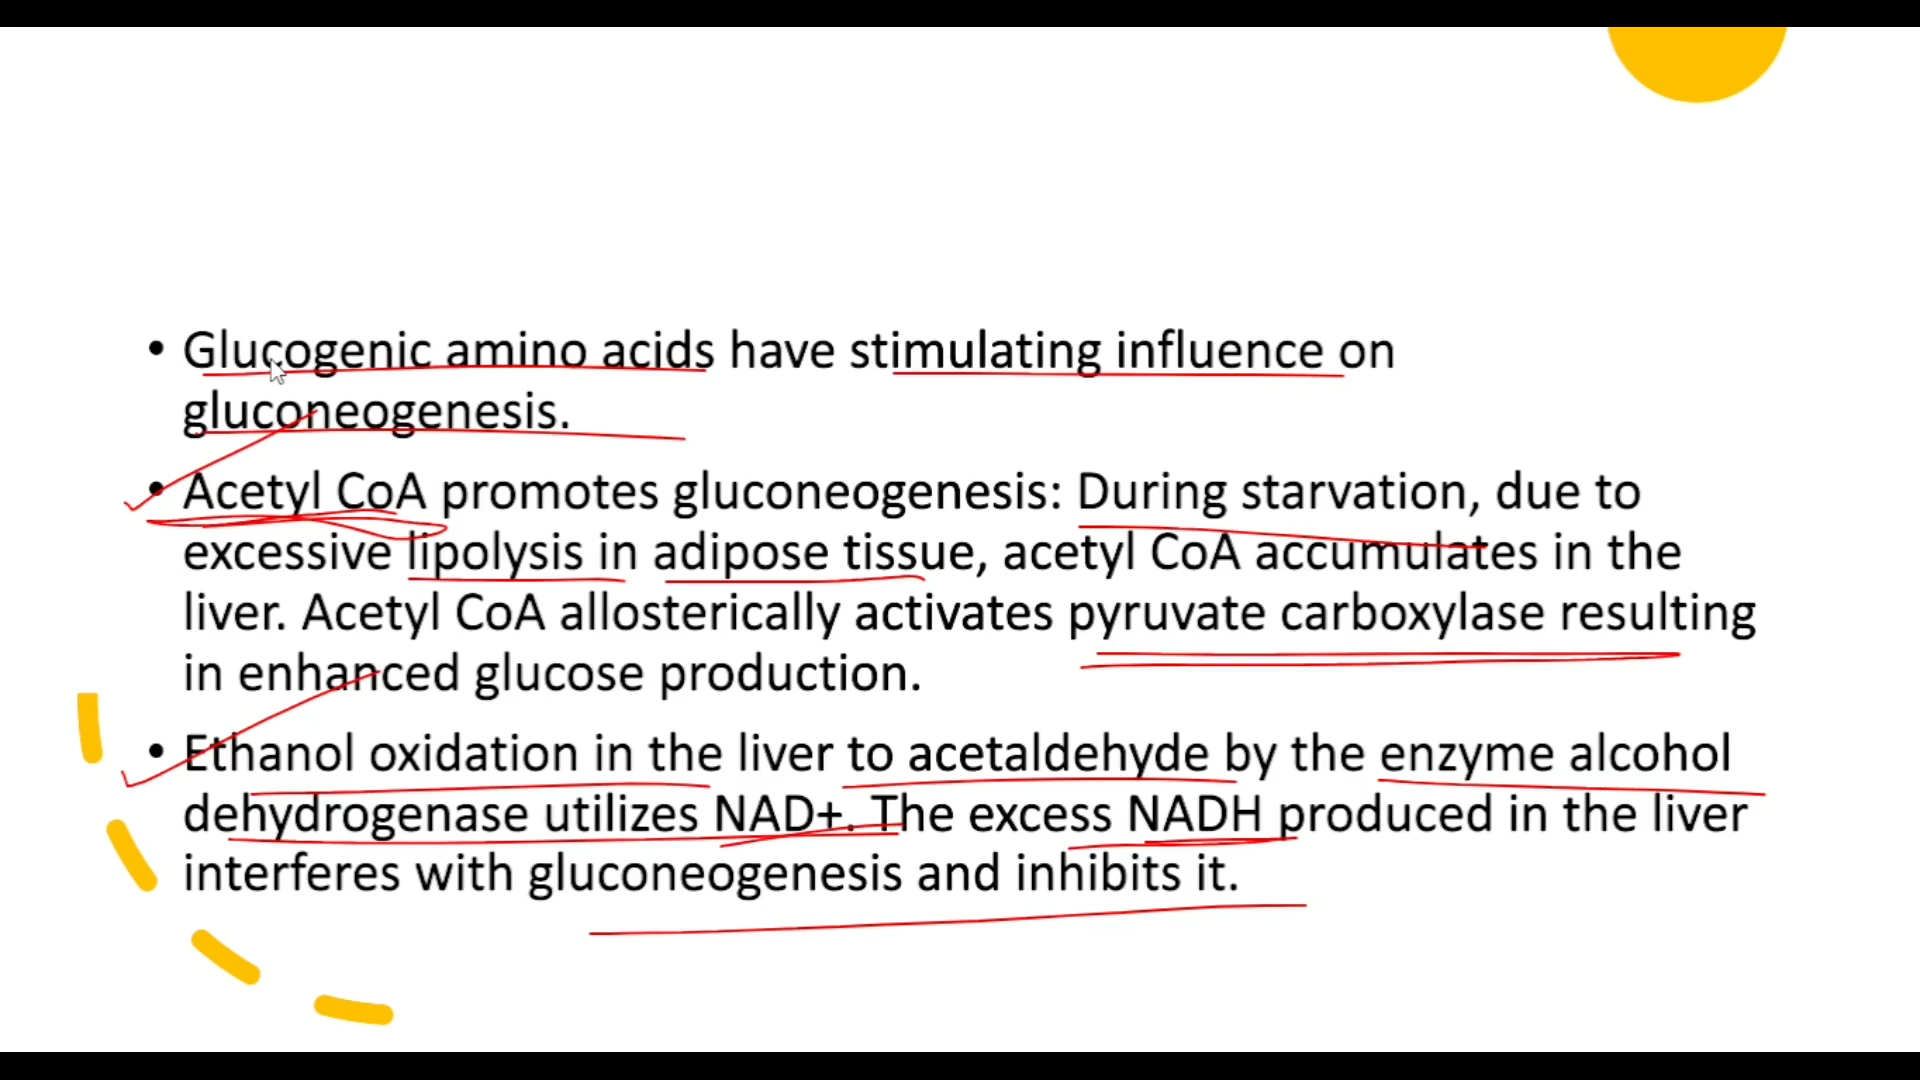 • Glucogenic amino acids have stimulating influence on
gluconeogenesis.
• Acetyl CoA promotes gluconeogenesis: During starvation, due to
excessive lipolysis in adipose tissue, acetyl CoA accumulates in the
liver. Acetyl CoA allosterically activates pyruvate carboxylase resulting
in enhanced glucose production.
• Ethanol oxidation in the liver to acetaldehyde by the enzyme alcohol
dehydrogenase utilizes NAD+. The excess NADH produced in the liver
interferes with gluconeogenesis and inhibits it.